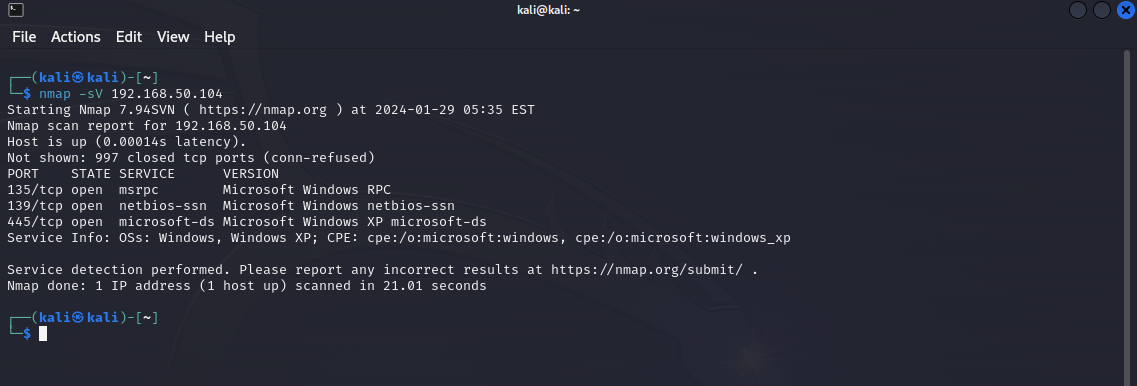 kali@kali: ~
File Actions Edit View Help
┌──(kali㉿kali)-[~]
└─$ nmap -sV 192.168.50.104
Starting Nmap 7.94SVN ( https://nmap.org ) at 2024-01-29 05:35 EST
Nmap scan report for 192.168.50.104
Host is up (0.00014s latency).
Not shown: 997 closed tcp ports (conn-refused)
PORT    STATE SERVICE      VERSION
135/tcp open  msrpc        Microsoft Windows RPC
139/tcp open  netbios-ssn  Microsoft Windows netbios-ssn
445/tcp open  microsoft-ds Microsoft Windows XP microsoft-ds
Service Info: OSs: Windows, Windows XP; CPE: cpe:/o:microsoft:windows, cpe:/o:microsoft:windows_xp
Service detection performed. Please report any incorrect results at https://nmap.org/submit/ .
Nmap done: 1 IP address (1 host up) scanned in 21.01 seconds
┌──(kali㉿kali)-[~]
└─$